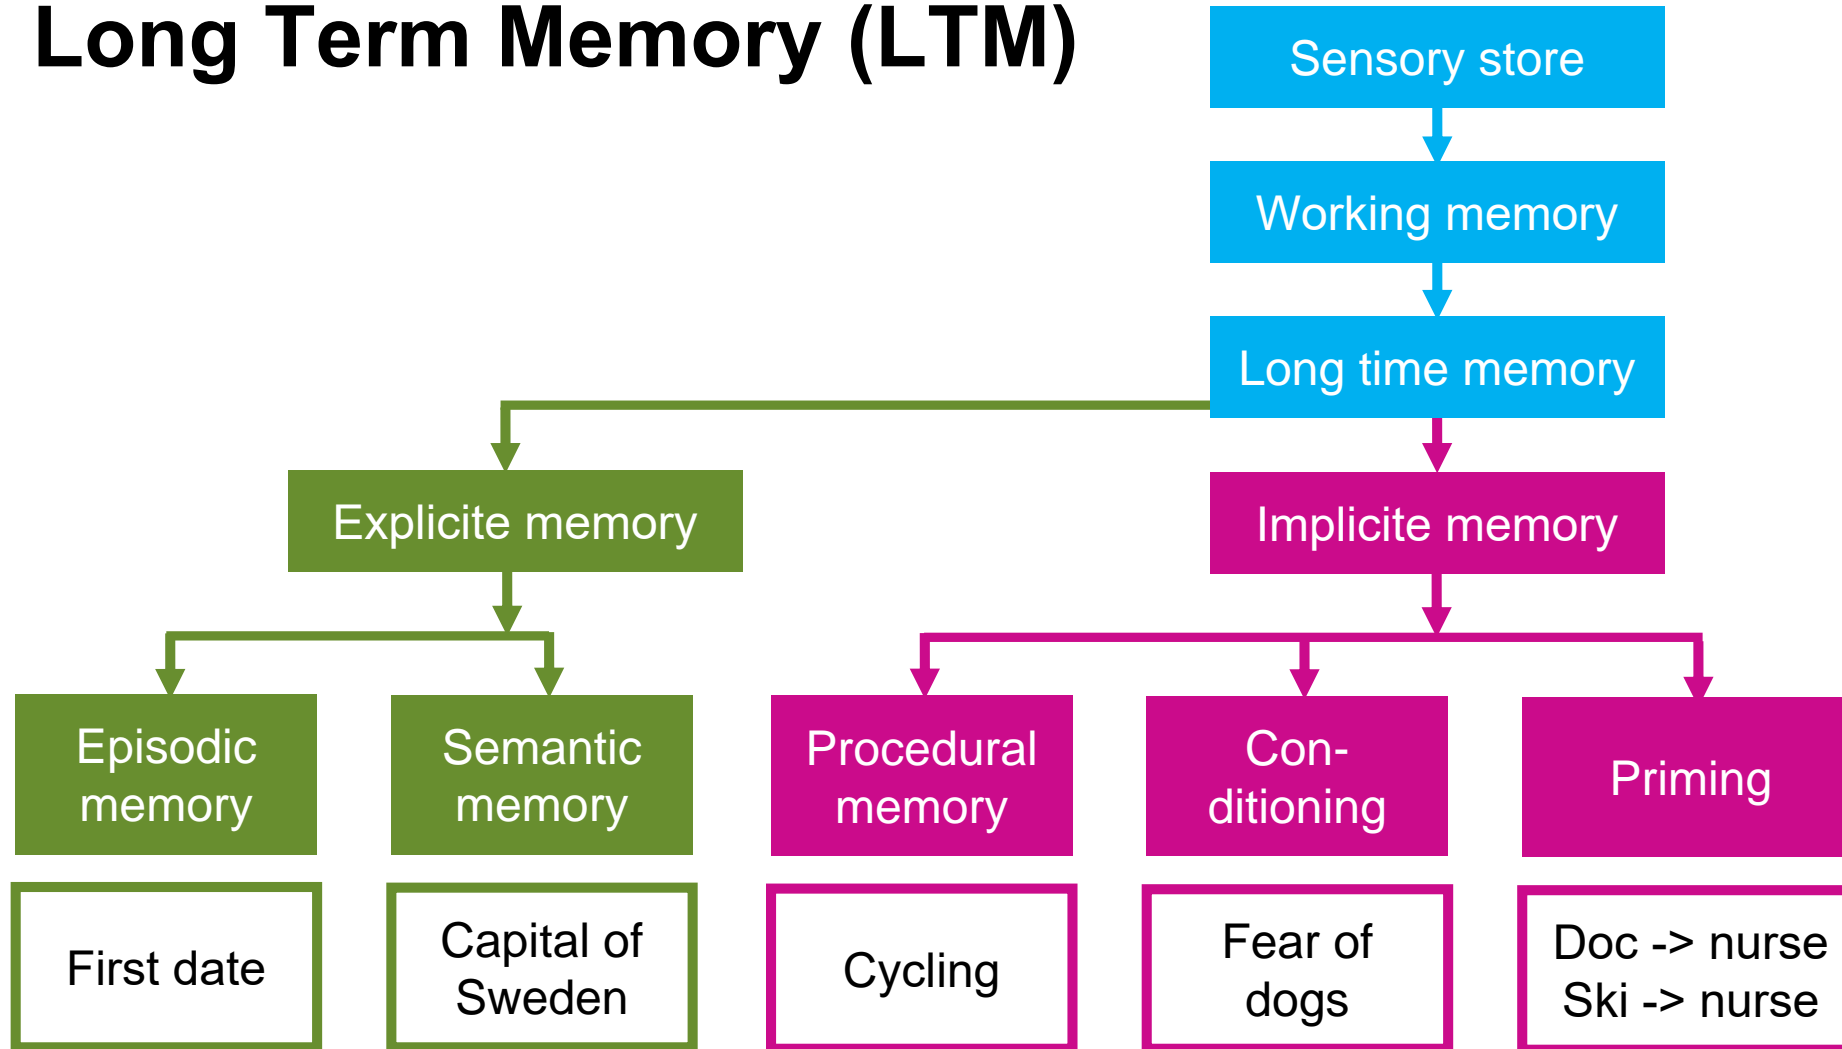 Long Term Memory (LTM)
Sensory store
Working memory
Long time memory
Explicite memory
Implicite memory
Episodic
memory
Semantic
memory
Procedural
memory
Con-
ditioning
Priming
First date
Capital of
Sweden
Cycling
Fear of
dogs
Doc -> nurse
Ski -> nurse